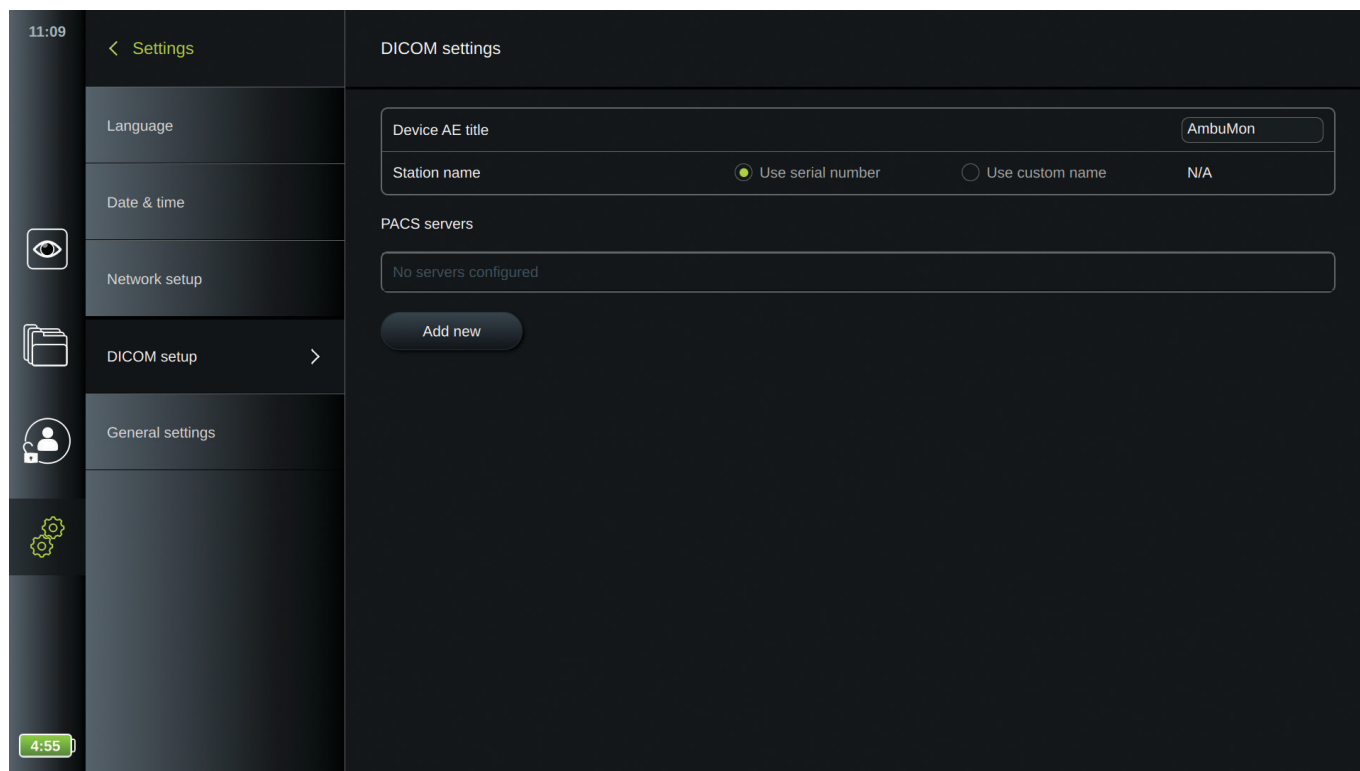 11:09
Settings
Language
Date & time
Network setup
DICOM setup
General settings
4:55
DICOM settings
Device AE title AmbuMon
Station name Use serial number Use custom name N/A
PACS servers
No servers configured
Add new